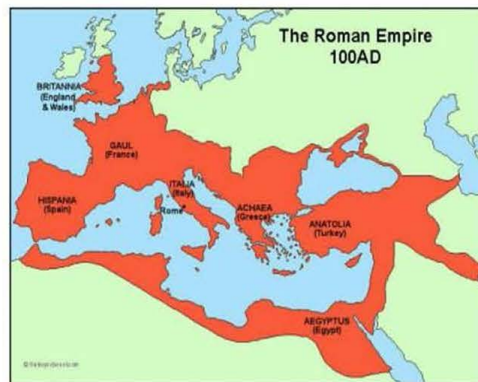 The Roman Empire
100AD
BRITANNIA
(England
& Wales)
GAUL
(France)
ITALIA
(Italy)
Rome
HISPANIA
(Spain)
ACHAEA
(Greece)
ANATOLIA
(Turkey)
AEGYPTUS
(Egypt)